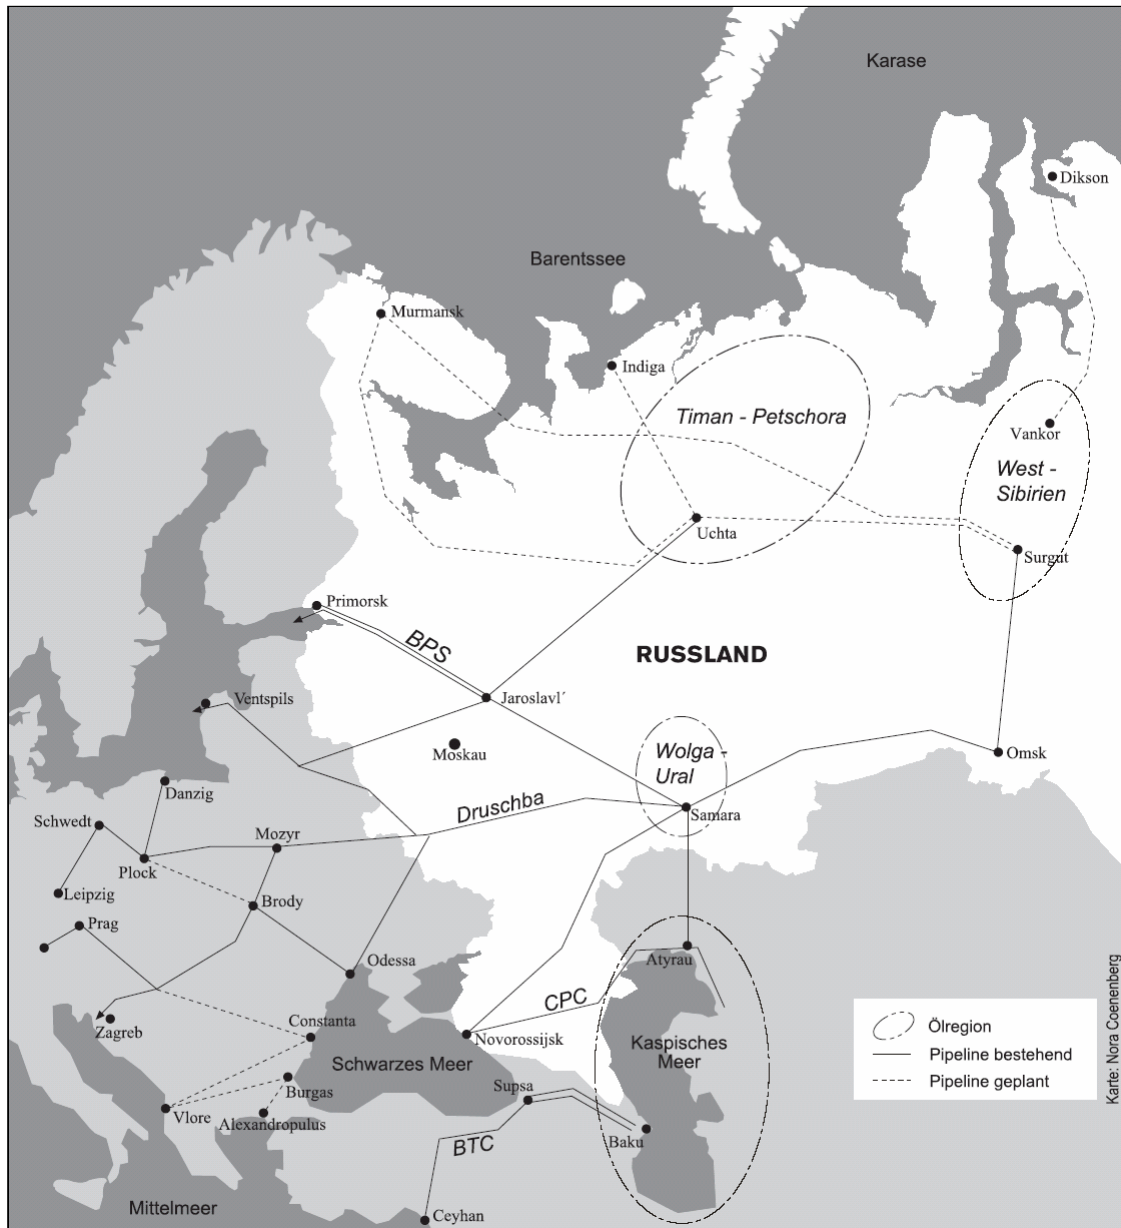 Karase
Dikson
Barentssee
Murmansk
Indiga
Timan - Petschora
Vankor
West -
Sibirien
Uchta
Surgut
Primorsk
BPS
RUSSLAND
Jaroslavl´
Ventspils
Moskau
Wolga -
Ural
Omsk
Danzig
Druschba
Samara
Schwedt
Mozyr
Plock
Leipzig
Brody
Prag
Odessa
Atyrau
CPC
Zagreb
Constanta
Novorossijsk
Kaspisches
Meer
Schwarzes Meer
Burgas
Supsa
Vlore
Alexandropulus
Baku
BTC
Mittelmeer
Ceyhan
Ölregion
Pipeline bestehend
Pipeline geplant
Karte: Nora Coenenberg